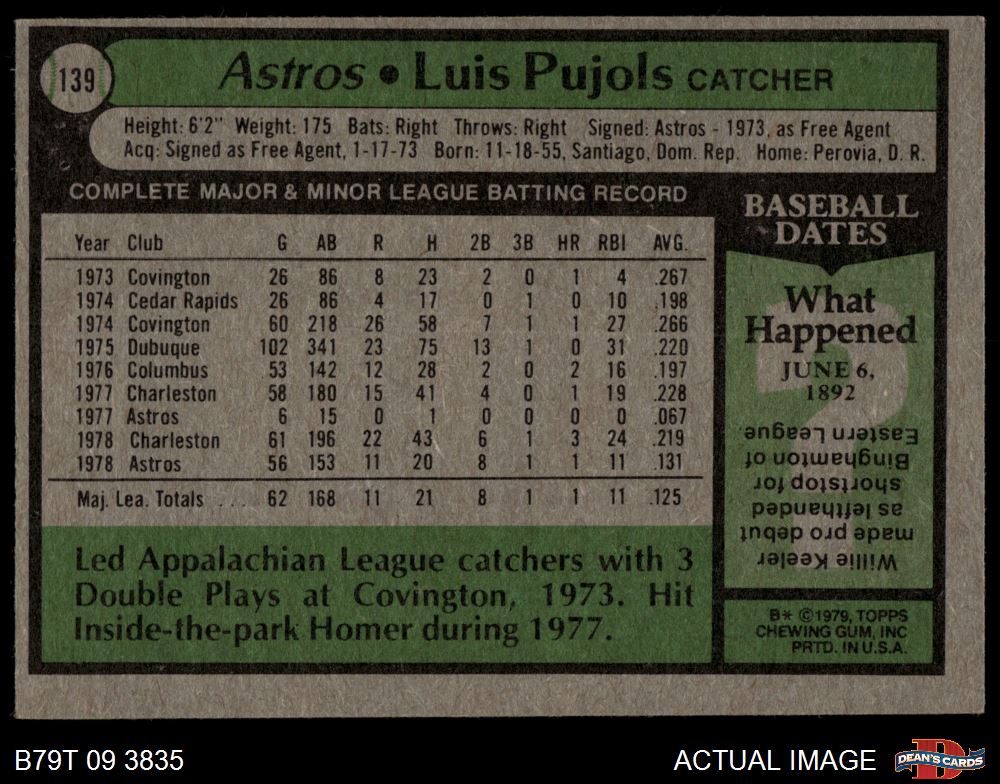 139
Astros • Luis Pujols CATCHER
Height: 6'2" Weight: 175 Bats: Right Throws: Right Signed: Astros - 1973, as Free Agent
Acq: Signed as Free Agent, 1-17-73 Born: 11-18-55, Santiago, Dom. Rep. Home: Perovia, D. R.
COMPLETE MAJOR & MINOR LEAGUE BATTING RECORD
Year Club G AB R H 2B 3B HR RBI AVG.
1973 Covington 26 86 8 23 2 0 1 4 .267
1974 Cedar Rapids 26 86 4 17 0 1 0 10 .198
1974 Covington 60 218 26 58 7 1 1 27 .266
1975 Dubuque 102 341 23 75 13 1 0 31 .220
1976 Columbus 53 142 12 28 2 0 2 16 .197
1977 Charleston 58 180 15 41 4 0 1 19 .228
1977 Astros 6 15 0 1 0 0 0 0 .067
1978 Charleston 61 196 22 43 6 1 3 24 .219
1978 Astros 56 153 11 20 8 1 1 11 .131
Maj. Lea. Totals . . . 62 168 11 21 8 1 1 11 .125
Led Appalachian League catchers with 3
Double Plays at Covington, 1973. Hit
Inside-the-park Homer during 1977.
BASEBALL
DATES
What
Happened
JUNE 6,
1892
Willie Keeler
made pro debut
as lefthanded
shortstop for
Binghamton of
Eastern League.
B* ©1979, TOPPS
CHEWING GUM, INC
PRTD. IN U.S.A.
B79T 09 3835
ACTUAL IMAGE
D
DEAN'S CARDS